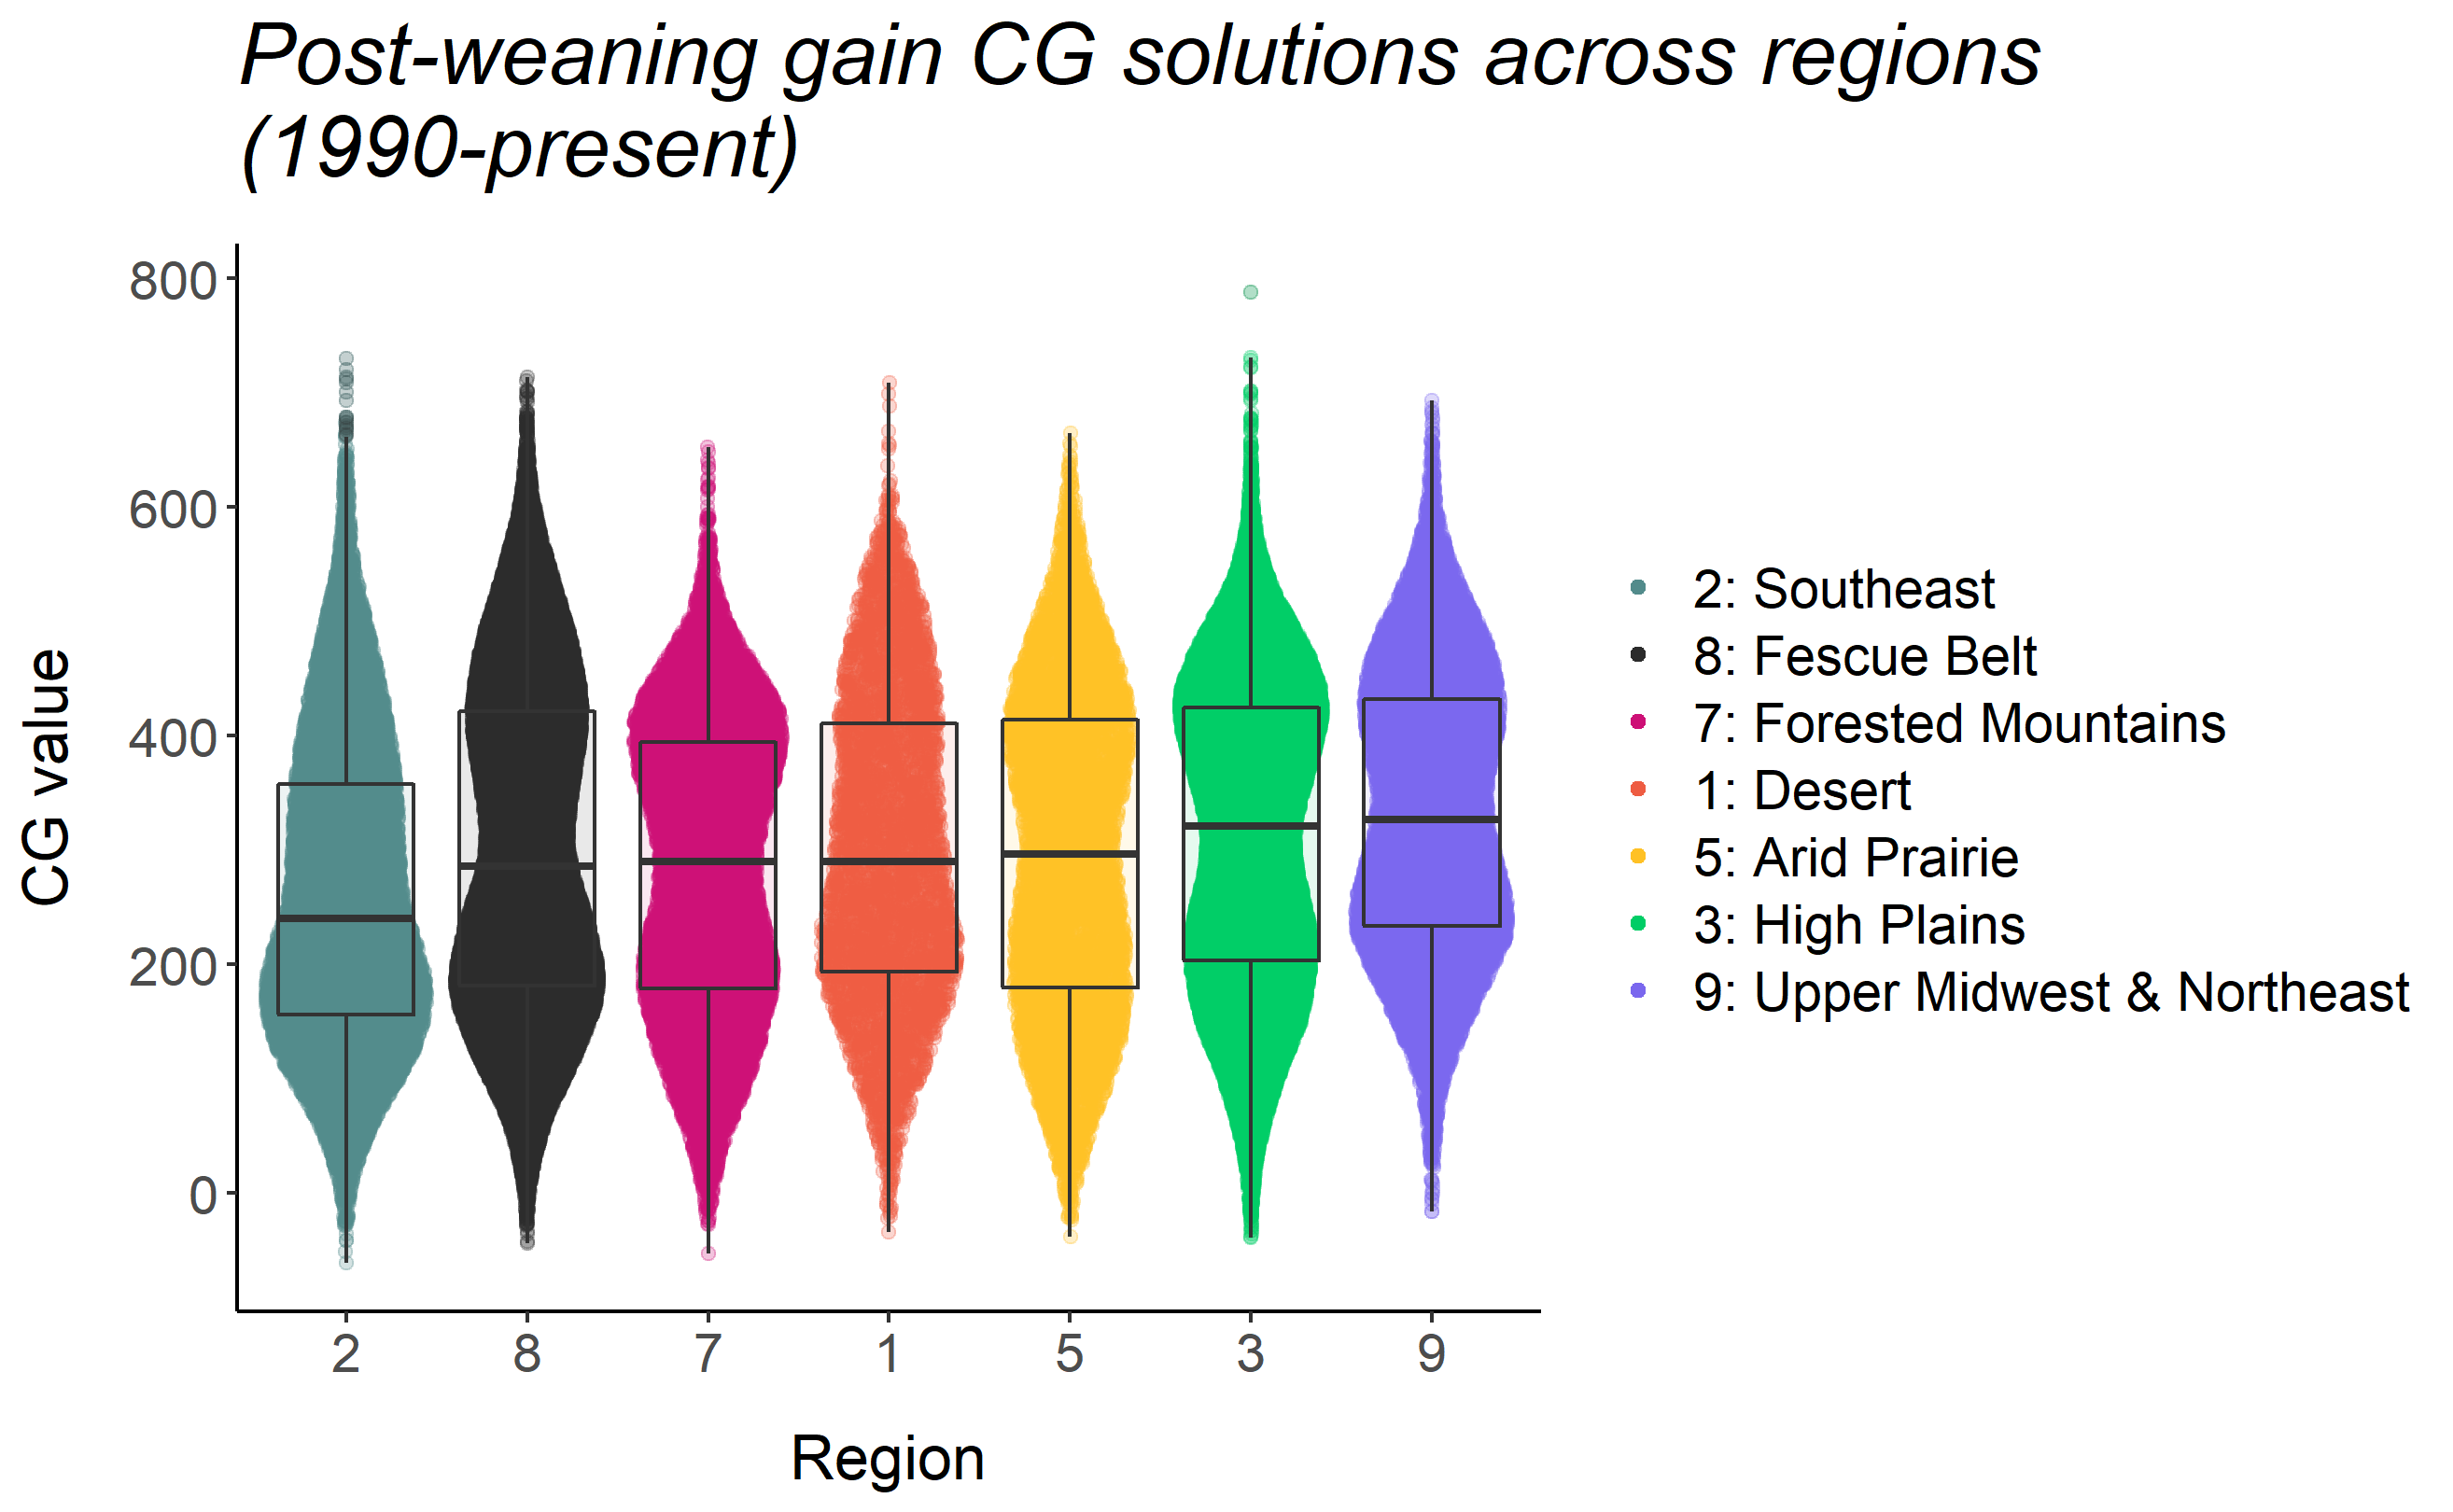 Post-weaning gain CG solutions across regions
(1990-present)
CG value
800
600
400
200
0
2 8 7 1 5 3 9
Region
2: Southeast
8: Fescue Belt
7: Forested Mountains
1: Desert
5: Arid Prairie
3: High Plains
9: Upper Midwest & Northeast